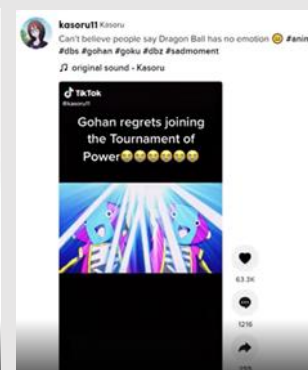 kasoru11 Kasoru
Can't believe people say Dragon Ball has no emotion 😔 #anim
#dbs #gohan #goku #dbz #sadmoment
♫ original sound - Kasoru
TikTok
@kasoru11
Gohan regrets joining
the Tournament of
Power😭😭😭😭😭😭
63.3K
1216